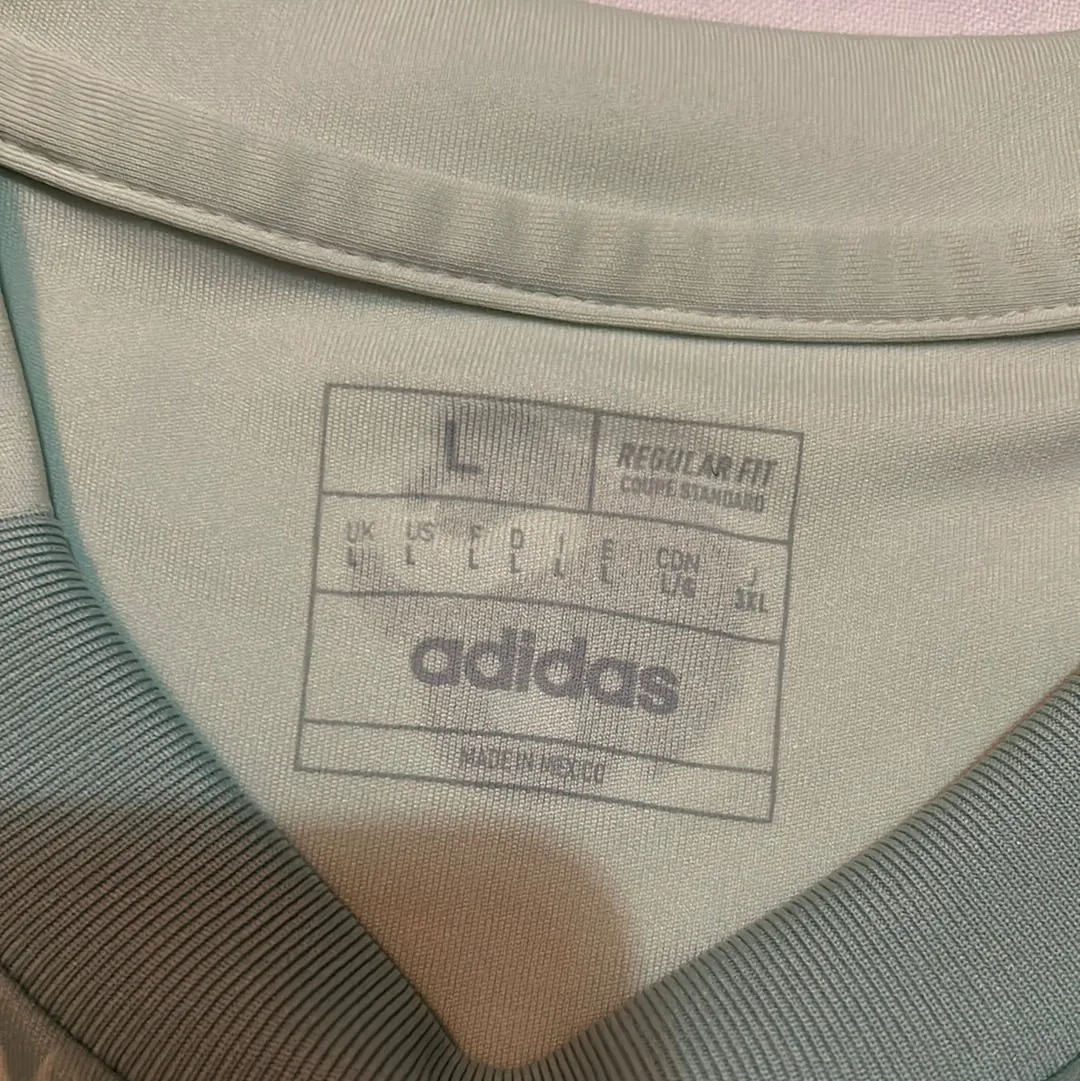 L
REGULAR FIT
COUPE STANDARD
UK US F D I E CDN J
L L L L L L L/G 3XL
adidas
MADE IN MEXICO